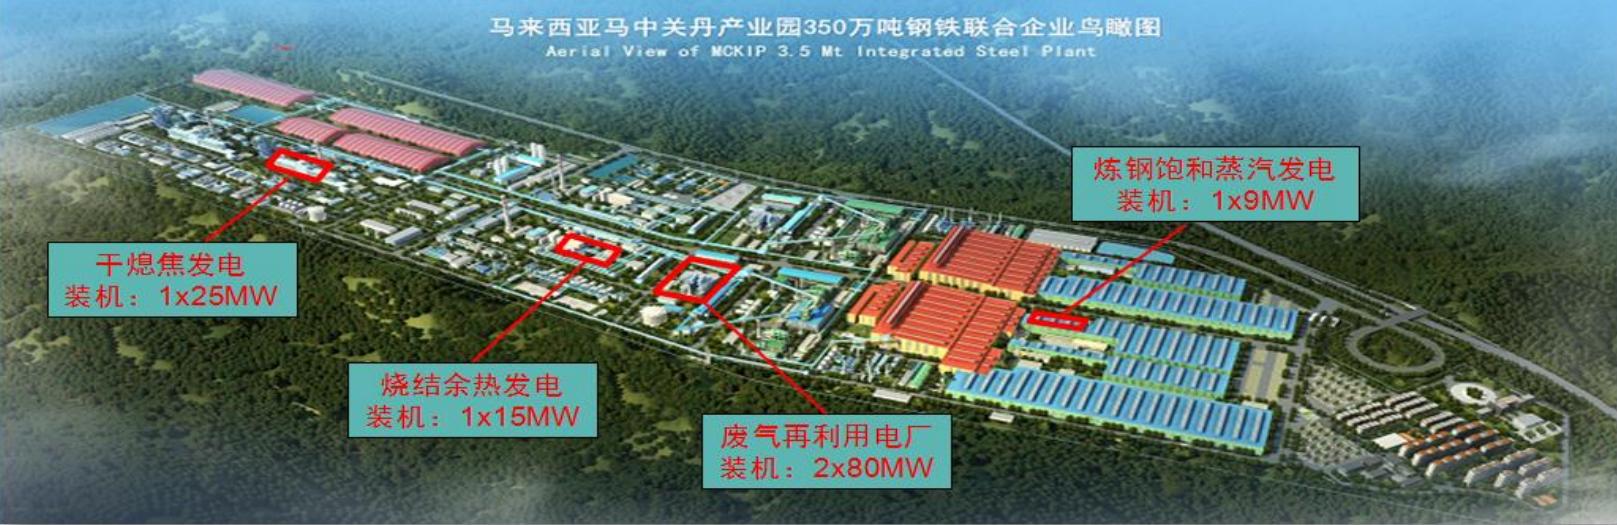 马来西亚马中关丹产业园350万吨钢铁联合企业鸟瞰图
Aerial View of MCKIP 3.5 Mt Integrated Steel Plant
炼钢饱和蒸汽发电
装机：1x9MW
干熄焦发电
装机：1x25MW
烧结余热发电
装机：1x15MW
废气再利用电厂
装机：2x80MW